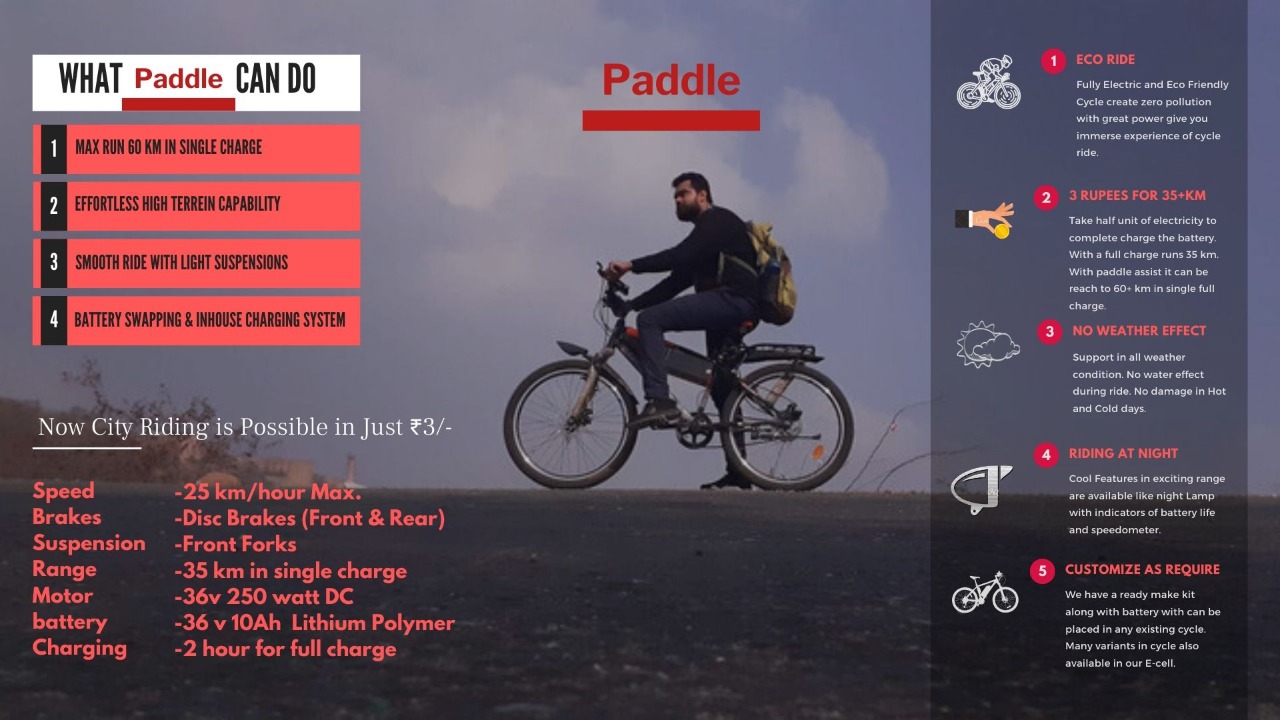 WHAT Paddle CAN DO
1 MAX RUN 60 KM IN SINGLE CHARGE
2 EFFORTLESS HIGH TERREIN CAPABILITY
3 SMOOTH RIDE WITH LIGHT SUSPENSIONS
4 BATTERY SWAPPING & INHOUSE CHARGING SYSTEM
Now City Riding is Possible in Just ₹3/-
Speed -25 km/hour Max.
Brakes -Disc Brakes (Front & Rear)
Suspension -Front Forks
Range -35 km in single charge
Motor -36v 250 watt DC
battery -36 v 10Ah Lithium Polymer
Charging -2 hour for full charge
Paddle
1 ECO RIDE
Fully Electric and Eco Friendly
Cycle create zero pollution
with great power give you
immerse experience of cycle
ride.
2 3 RUPEES FOR 35+KM
Take half unit of electricity to
complete charge the battery.
With a full charge runs 35 km.
With paddle assist it can be
reach to 60+ km in single full
charge.
3 NO WEATHER EFFECT
Support in all weather
condition. No water effect
during ride. No damage in Hot
and Cold days.
4 RIDING AT NIGHT
Cool Features in exciting range
are available like night Lamp
with indicators of battery life
and speedometer.
5 CUSTOMIZE AS REQUIRE
We have a ready make kit
along with battery with can be
placed in any existing cycle.
Many variants in cycle also
available in our E-cell.